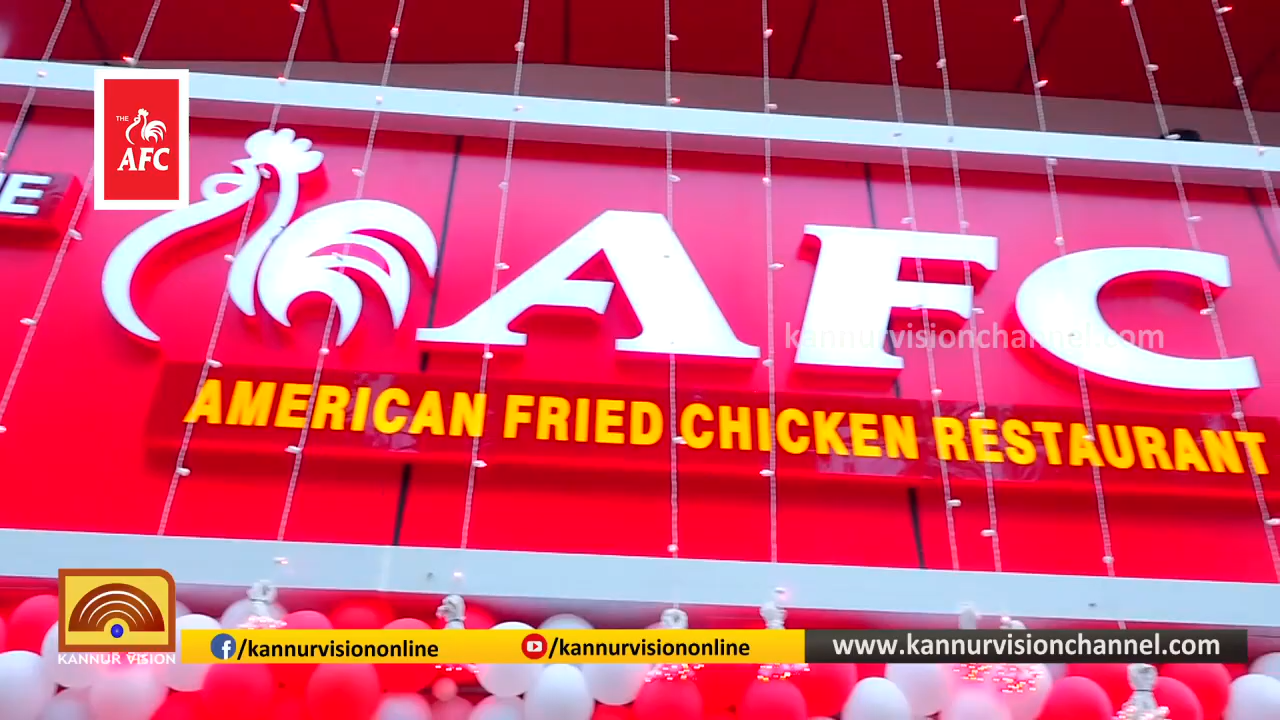 THE
AFC
E
AFC
kannurvisionchannel.com
AMERICAN FRIED CHICKEN RESTAURANT
KANNUR VISION
/kannurvisiononline
/kannurvisiononline
www.kannurvisionchannel.com